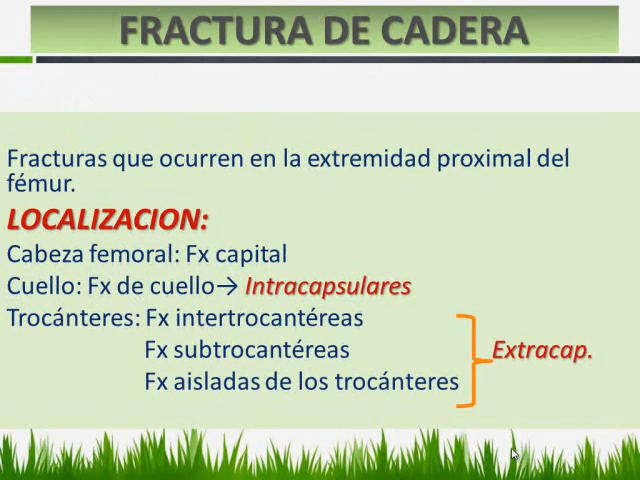 FRACTURA DE CADERA
Fracturas que ocurren en la extremidad proximal del
fémur.
LOCALIZACION:
Cabeza femoral: Fx capital
Cuello: Fx de cuello→ Intracapsulares
Trocánteres: Fx intertrocantéreas
Fx subtrocantéreas Extracap.
Fx aisladas de los trocánteres